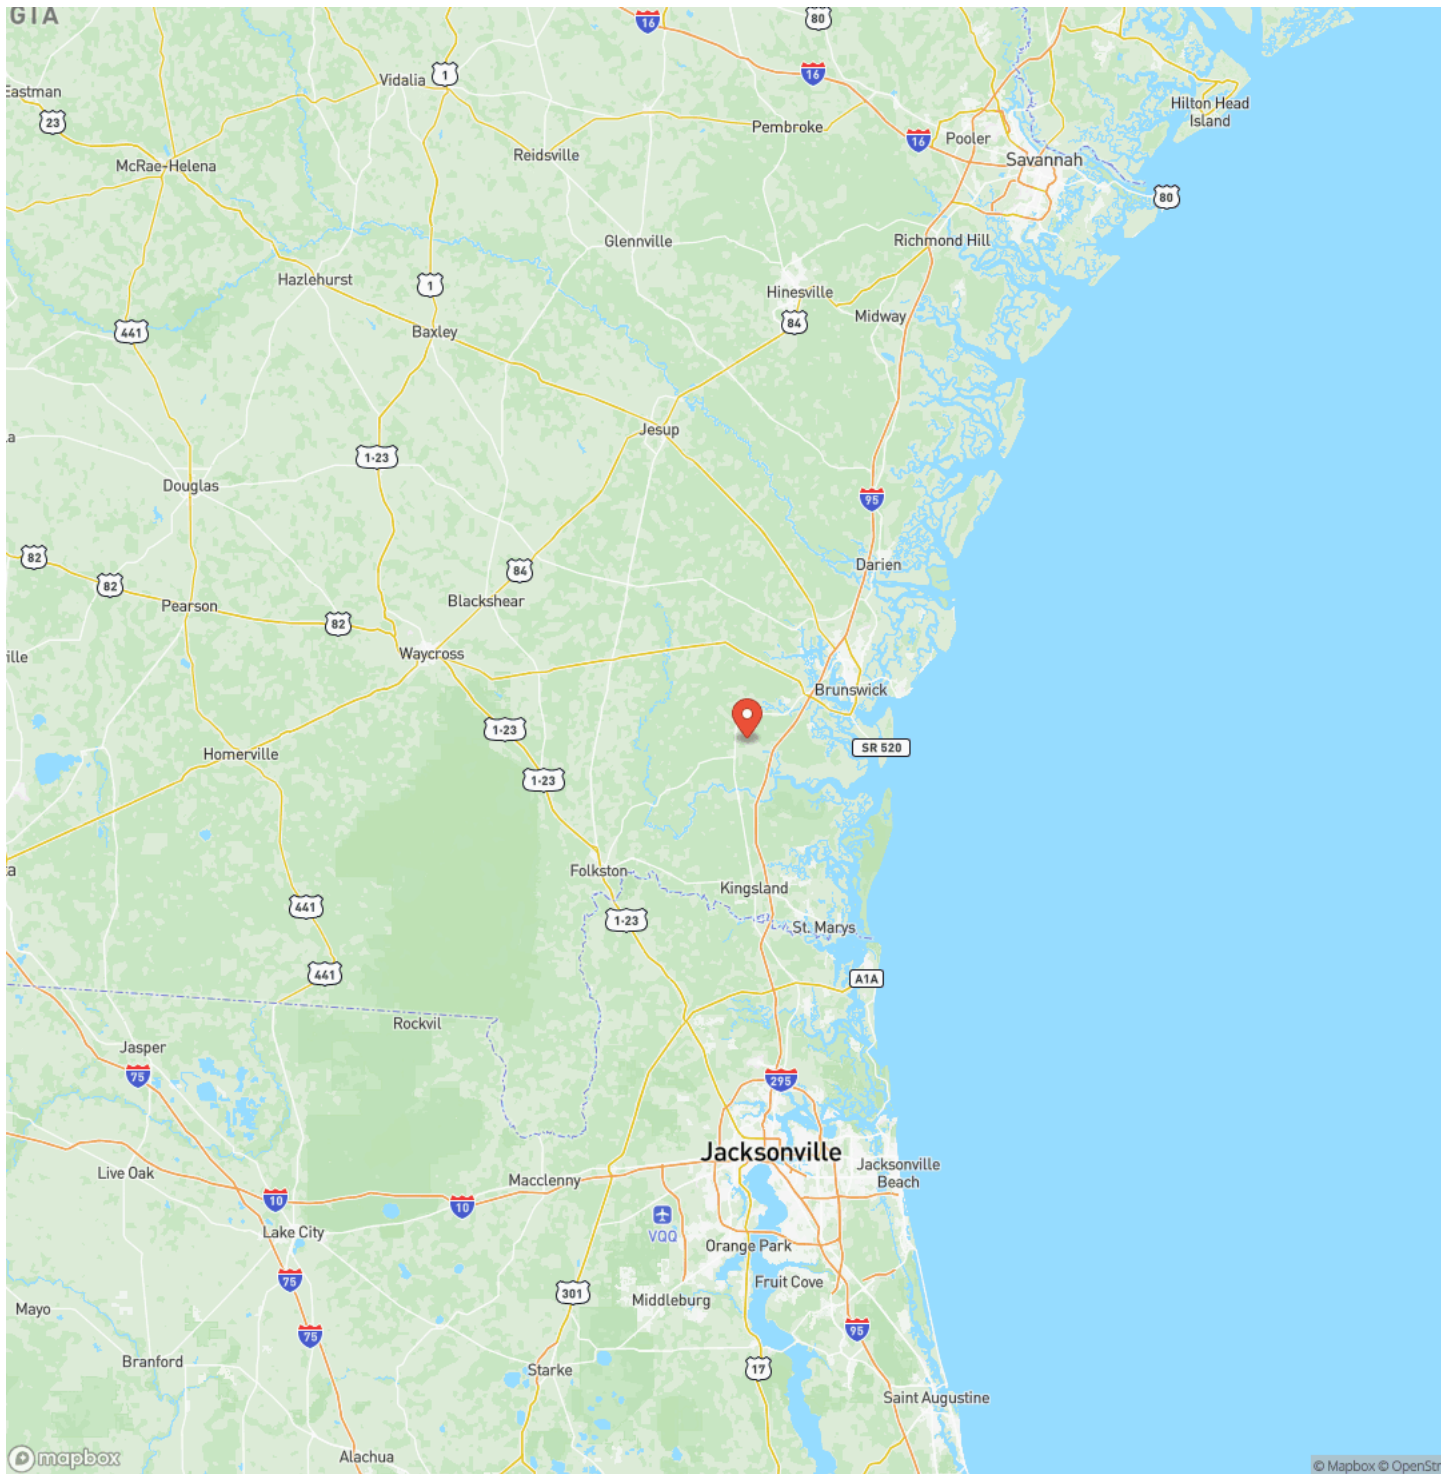 GIA
16
80
16
Vidalia
1
Eastman
23
Hilton Head
Island
Pembroke
16
Pooler
Savannah
Reidsville
McRae-Helena
80
Glennville
Richmond Hill
Hazlehurst
1
Hinesville
84
Midway
441
Baxley
Jesup
1-23
Douglas
95
82
82
84
Darien
Blackshear
Pearson
82
ille
Waycross
Brunswick
1-23
SR 520
Homerville
1-23
Folkston
Kingsland
441
1-23
St. Marys
441
A1A
Rockvil
Jasper
75
295
Jacksonville
Jacksonville
Beach
Live Oak
Macclenny
10
10
VQQ
Lake City
Orange Park
75
Fruit Cove
301
Middleburg
Mayo
75
95
Branford
Starke
17
Saint Augustine
Alachua
mapbox
© Mapbox © OpenStr